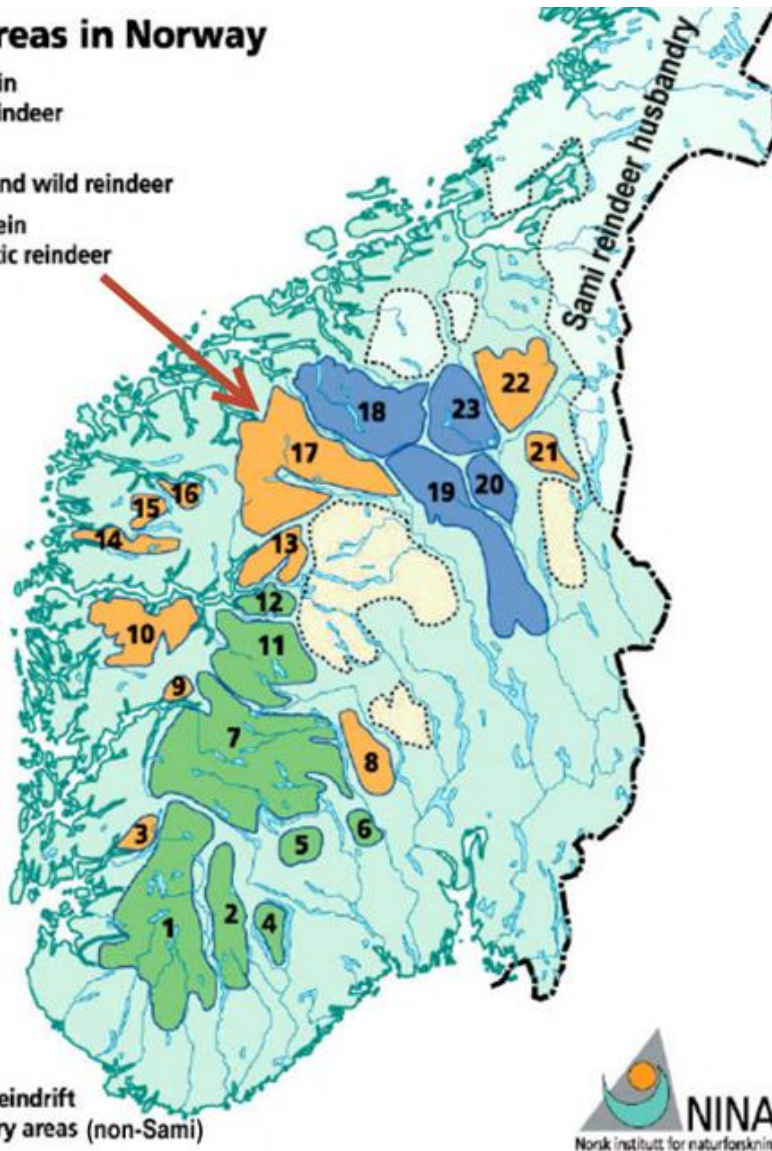 reas in Norway
in
indeer
nd wild reindeer
ein
tic reindeer
Sami reindeer husbandry
22
18
23
17
21
16
19
20
15
14
13
12
10
11
9
7
8
3
6
5
1
2
4
eindrift
ry areas (non-Sami)
NINA
Norsk institutt for naturforsknin